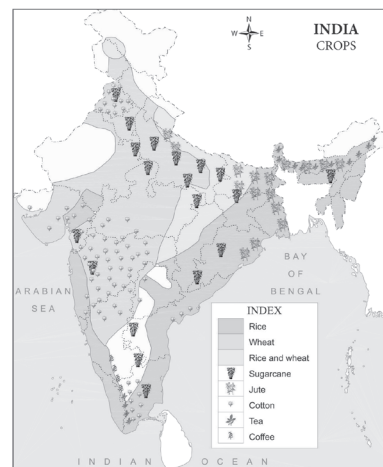 N
W E
S
INDIA
CROPS
ARABIAN
SEA
BAY
OF
BENGAL
INDEX
Rice
Wheat
Rice and wheat
Sugarcane
Jute
Cotton
Tea
Coffee
INDIAN OCEAN